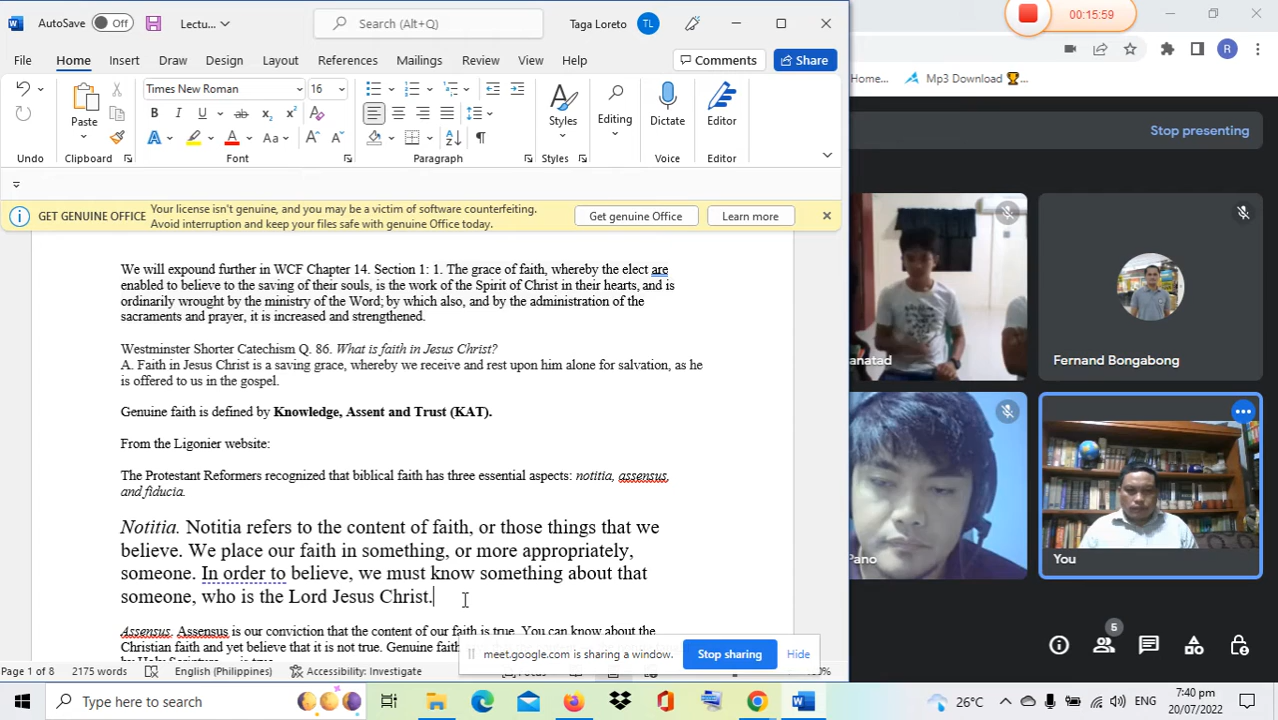 AutoSave Off Lectu... Search (Alt+Q) Taga Loreto TL
00:15:59
File Home Insert Draw Design Layout References Mailings Review View Help Comments Share
R
Home... Mp3 Download 🏆...
Times New Roman 16
Paste Styles Editing Dictate Editor
B I U ab x₂ x² A
A A A A
Undo Clipboard Font Paragraph Styles Voice Editor
Stop presenting
GET GENUINE OFFICE Your license isn't genuine, and you may be a victim of software counterfeiting.
Avoid interruption and keep your files safe with genuine Office today.
Get genuine Office Learn more
We will expound further in WCF Chapter 14. Section 1: 1. The grace of faith, whereby the elect are
enabled to believe to the saving of their souls, is the work of the Spirit of Christ in their hearts, and is
ordinarily wrought by the ministry of the Word; by which also, and by the administration of the
sacraments and prayer, it is increased and strengthened.
Westminster Shorter Catechism Q. 86. What is faith in Jesus Christ?
A. Faith in Jesus Christ is a saving grace, whereby we receive and rest upon him alone for salvation, as he
is offered to us in the gospel.
Genuine faith is defined by Knowledge, Assent and Trust (KAT).
From the Ligonier website:
The Protestant Reformers recognized that biblical faith has three essential aspects: notitia, assensus,
and fiducia.
Notitia. Notitia refers to the content of faith, or those things that we
believe. We place our faith in something, or more appropriately,
someone. In order to believe, we must know something about that
someone, who is the Lord Jesus Christ.
Assensus. Assensus is our conviction that the content of our faith is true. You can know about the
Christian faith and yet believe that it is not true. Genuine faith
anatad
Fernand Bongabong
Pano
You
5
meet.google.com is sharing a window. Stop sharing Hide
Page 1 of 8 2175 words English (Philippines) Accessibility: Investigate
Type here to search
26°C
7:40 pm
20/07/2022